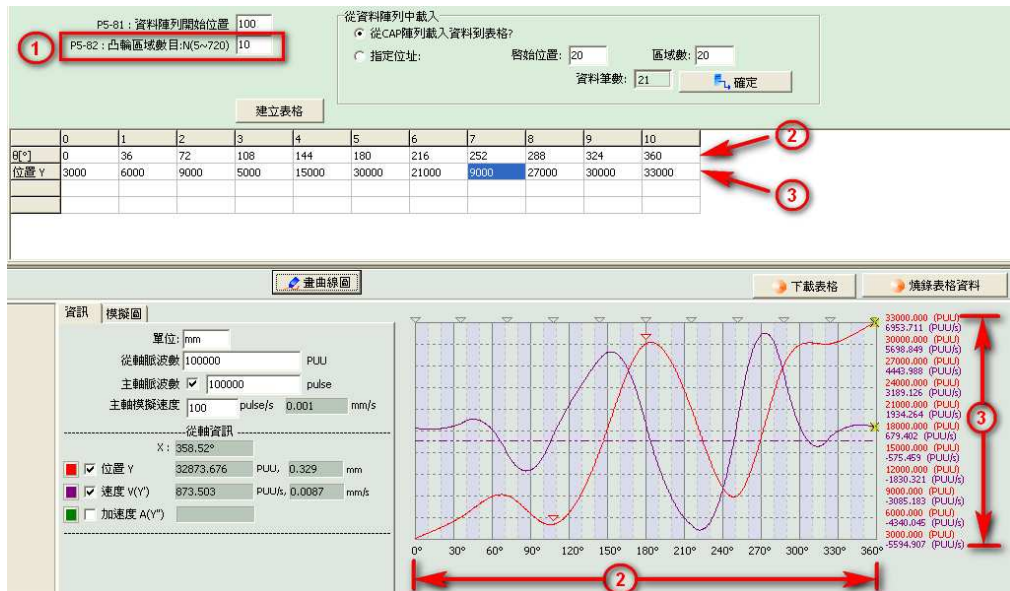 P5-81 : 資料陣列開始位置 100
① P5-82 : 凸輪區域數目:N(5~720) 10
建立表格
從資料陣列中載入
從CAP陣列載入資料到表格?
指定位址: 啓始位置: 20 區域數: 20
資料筆數: 21 確定
0 1 2 3 4 5 6 7 8 9 10
θ[°] 0 36 72 108 144 180 216 252 288 324 360 ②
位置 Y 3000 6000 9000 5000 15000 30000 21000 9000 27000 30000 33000 ③
畫曲線圖 下載表格 燒錄表格資料
資訊 模擬圖
單位: mm
從軸脈波數 100000 PUU
主軸脈波數 100000 pulse
主軸模擬速度 100 pulse/s 0.001 mm/s
從軸資訊
X : 358.52°
位置 Y 32873.676 PUU, 0.329 mm
速度 V(Y') 873.503 PUU/s, 0.0087 mm/s
加速度 A(Y")
33000.000 (PUU)
6953.711 (PUU/s)
30000.000 (PUU)
5698.849 (PUU/s)
27000.000 (PUU)
4443.988 (PUU/s)
24000.000 (PUU)
3189.126 (PUU/s)
21000.000 (PUU)
1934.264 (PUU/s)
18000.000 (PUU)
679.402 (PUU/s)
15000.000 (PUU)
-575.459 (PUU/s)
12000.000 (PUU)
-1830.321 (PUU/s)
9000.000 (PUU)
-3085.183 (PUU/s)
6000.000 (PUU)
-4340.045 (PUU/s)
3000.000 (PUU)
-5594.907 (PUU/s)
③
0° 30° 60° 90° 120° 150° 180° 210° 240° 270° 300° 330° 360°
②